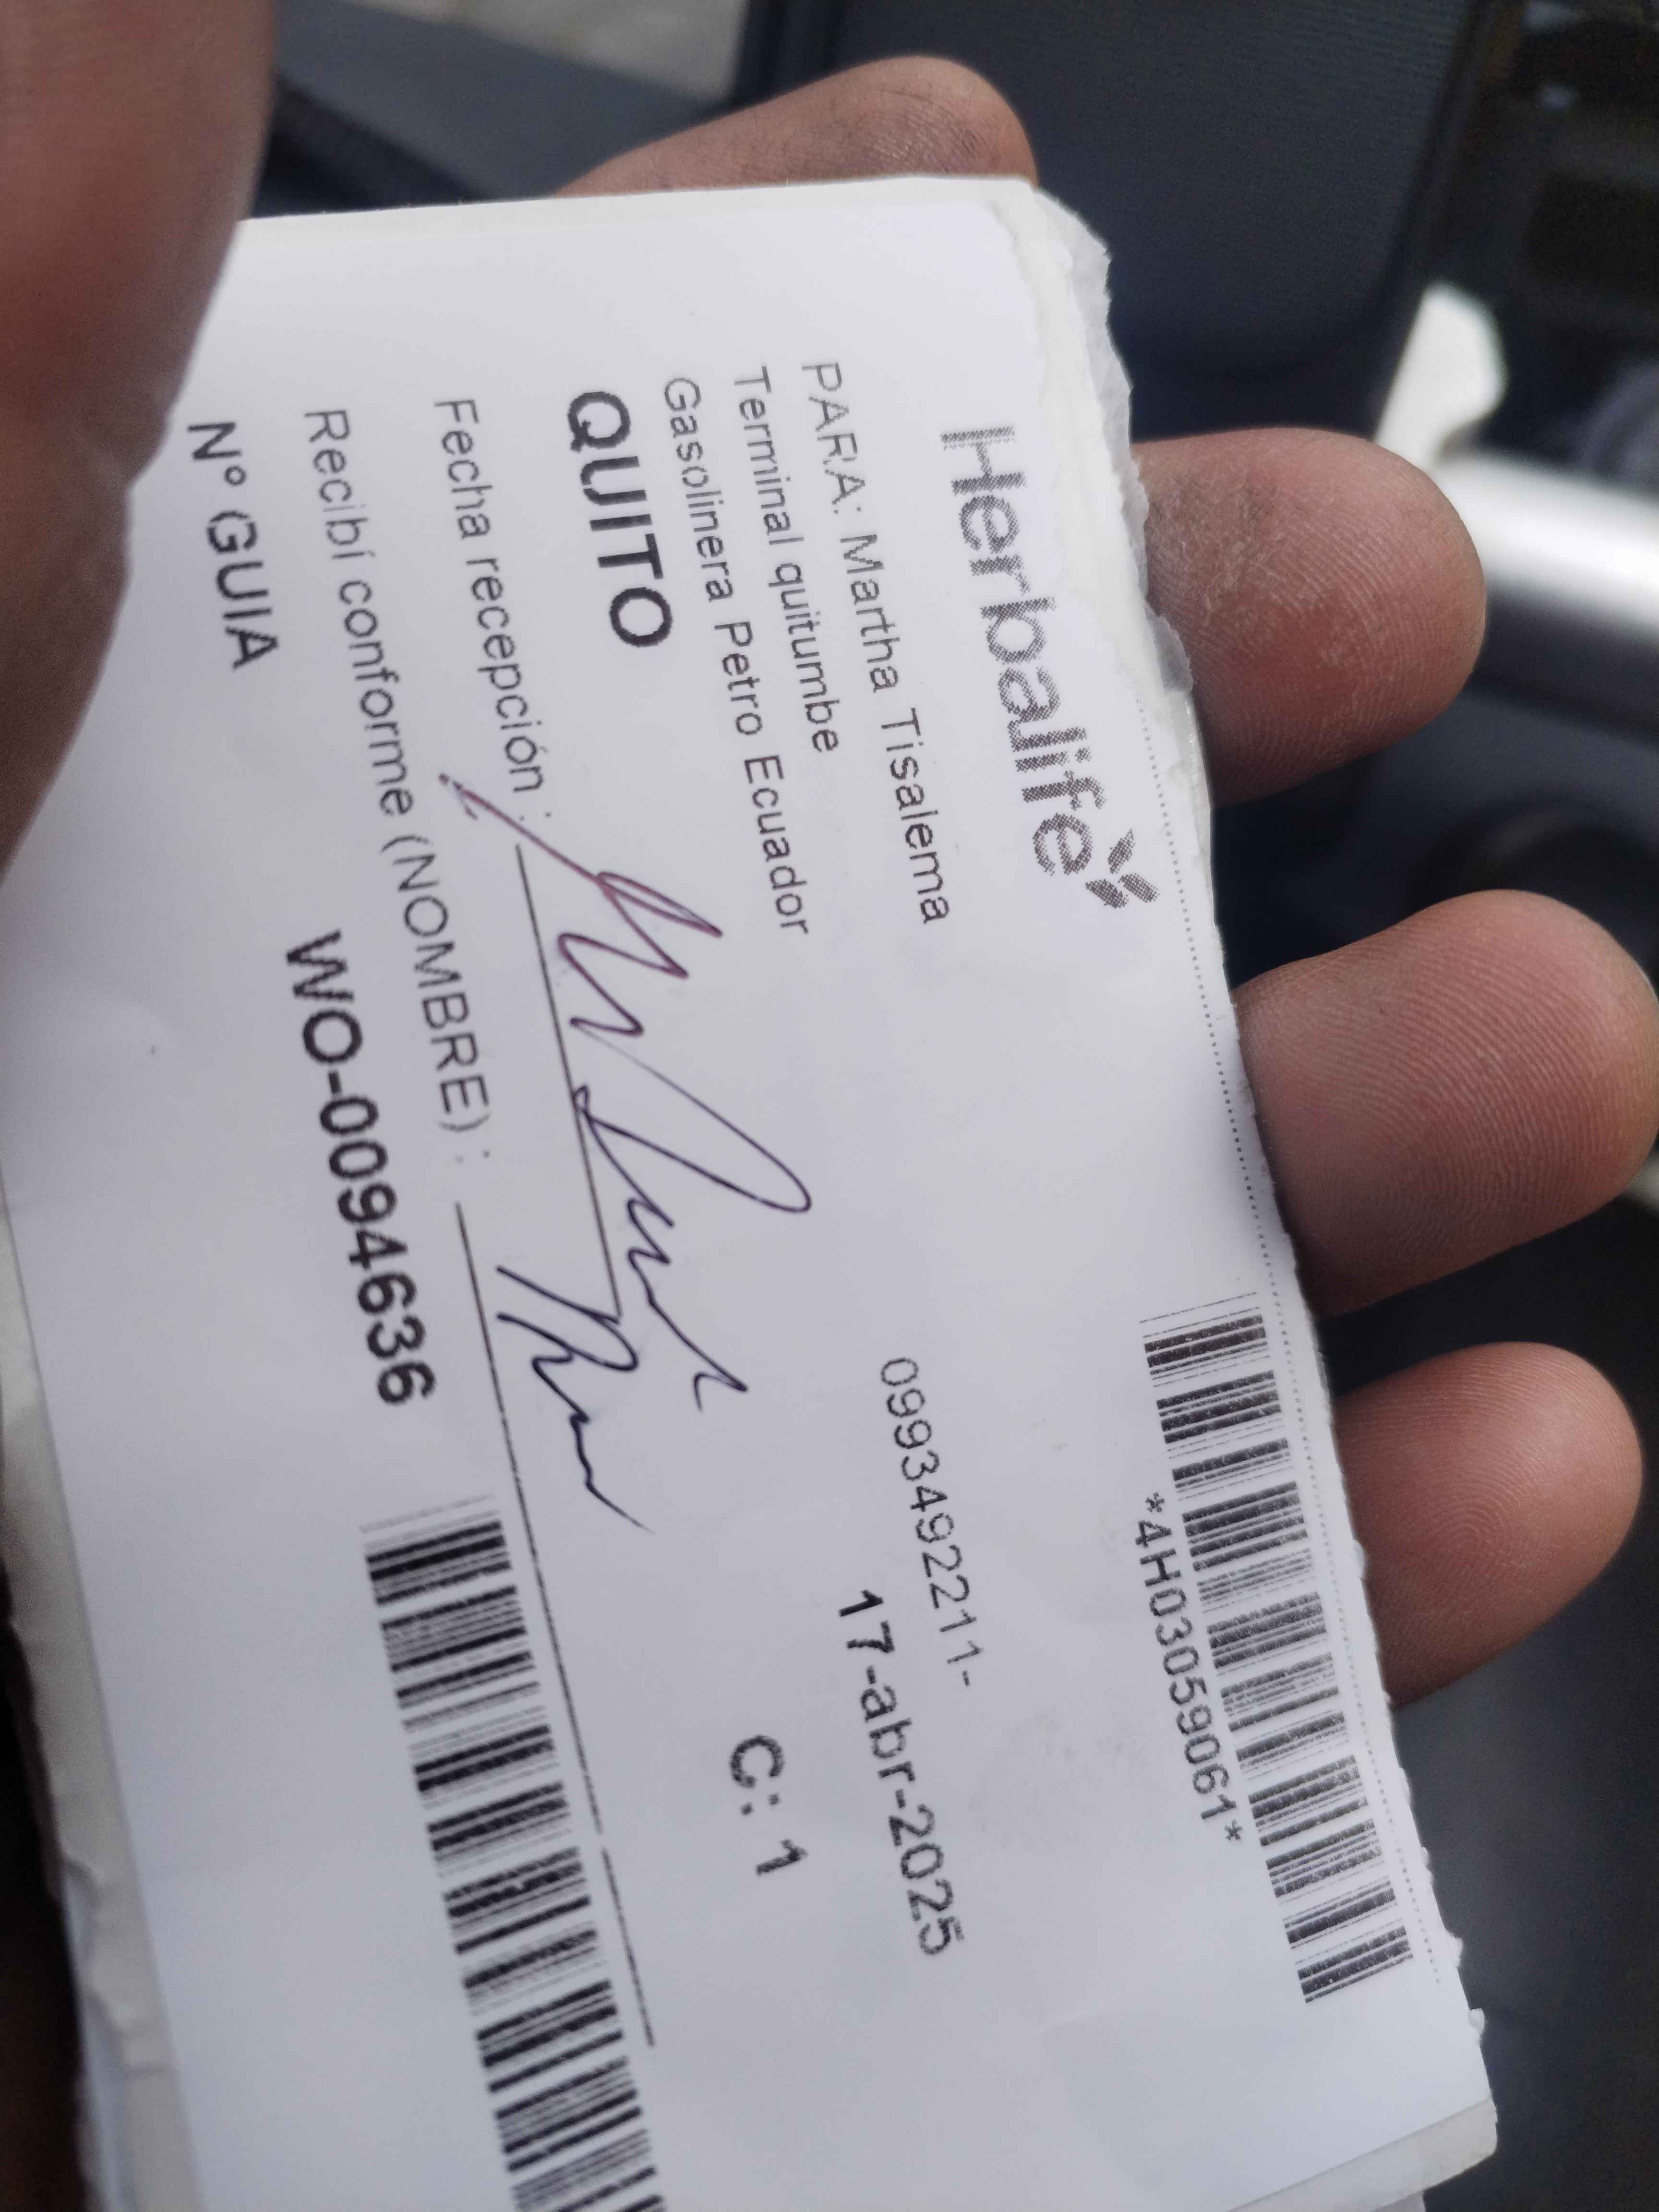 Herbalife
*4H03059061*
PARA: Martha Tisalema
0993492211-
Terminal quitumbe
17-abr-2025
Gasolinera Petro Ecuador
QUITO
C: 1
Fecha recepción :
Recibí conforme (NOMBRE) :
N° GUIA
WO-0094636